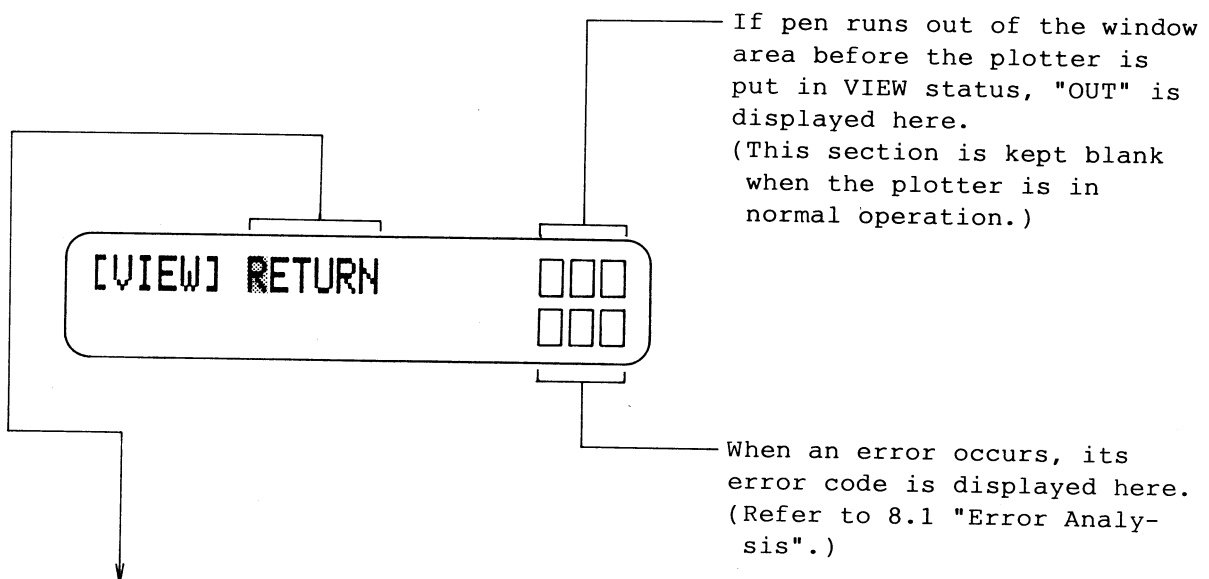 If pen runs out of the window
area before the plotter is
put in VIEW status, "OUT" is
displayed here.
(This section is kept blank
when the plotter is in
normal operation.)
[VIEW] RETURN
When an error occurs, its
error code is displayed here.
(Refer to 8.1 "Error Analy-
sis".)